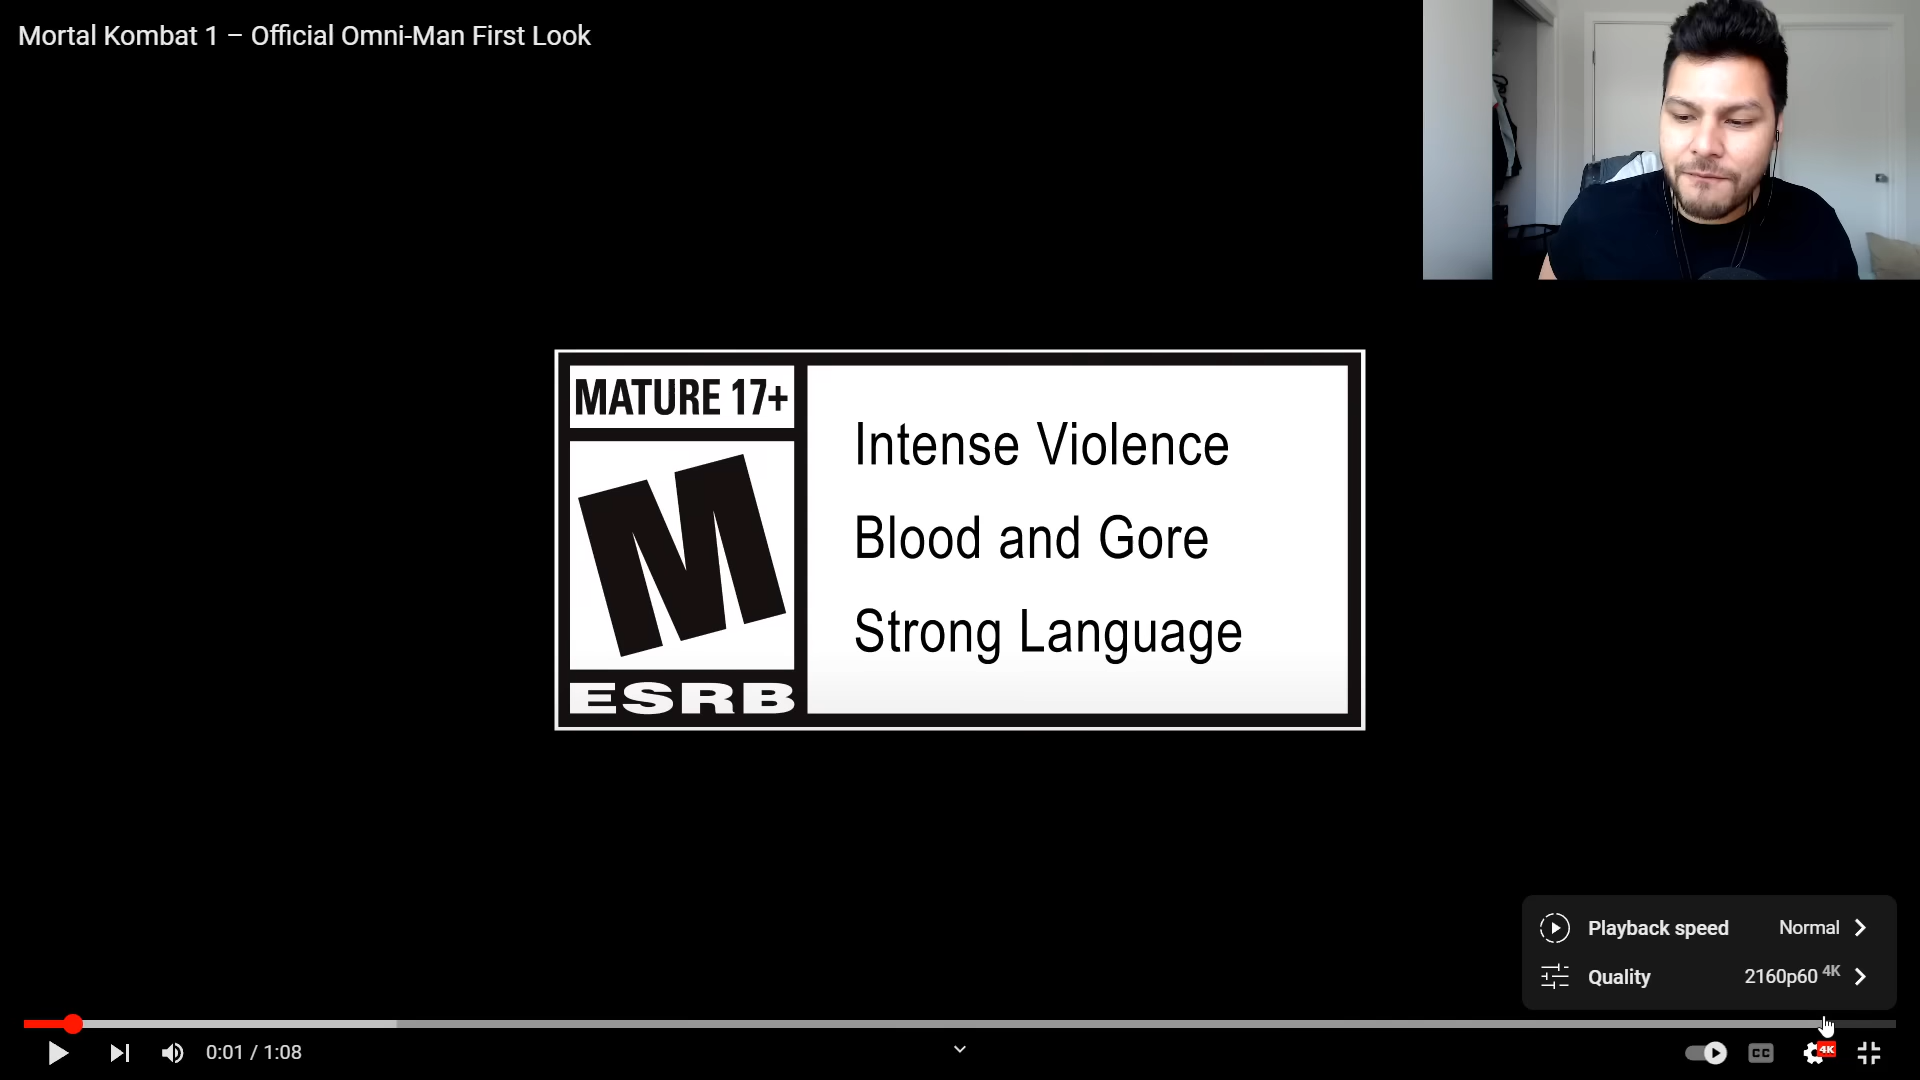 Mortal Kombat 1 – Official Omni-Man First Look
MATURE 17+
M
ESRB
Intense Violence
Blood and Gore
Strong Language
Playback speed Normal
Quality 2160p60 4K
0:01 / 1:08
CC
4K